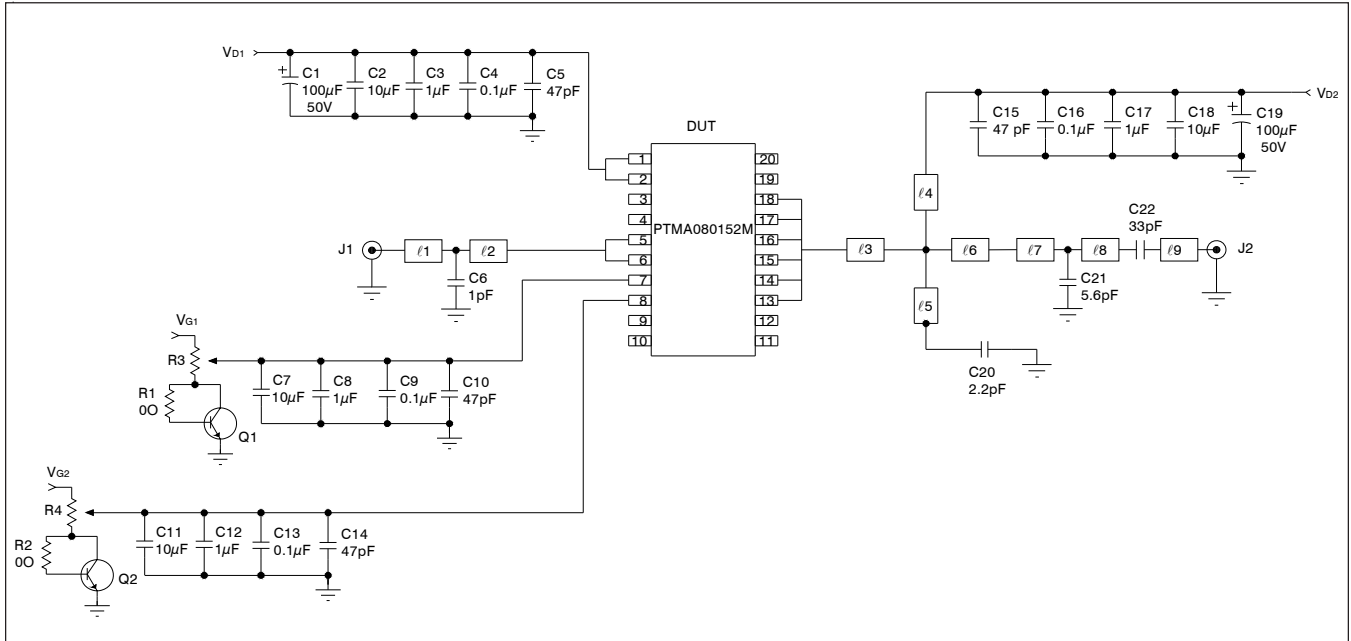 VD1
C1
100µF
50V
C2
10µF
C3
1µF
C4
0.1µF
C5
47pF
DUT
PTMA080152M
1
2
3
4
5
6
7
8
9
10
20
19
18
17
16
15
14
13
12
11
J1
ℓ1
ℓ2
C6
1pF
ℓ3
ℓ4
ℓ5
ℓ6
ℓ7
ℓ8
ℓ9
C15
47 pF
C16
0.1µF
C17
1µF
C18
10µF
C19
100µF
50V
VD2
C22
33pF
J2
C21
5.6pF
C20
2.2pF
VG1
R3
R1
0O
Q1
C7
10µF
C8
1µF
C9
0.1µF
C10
47pF
VG2
R4
R2
0O
Q2
C11
10µF
C12
1µF
C13
0.1µF
C14
47pF